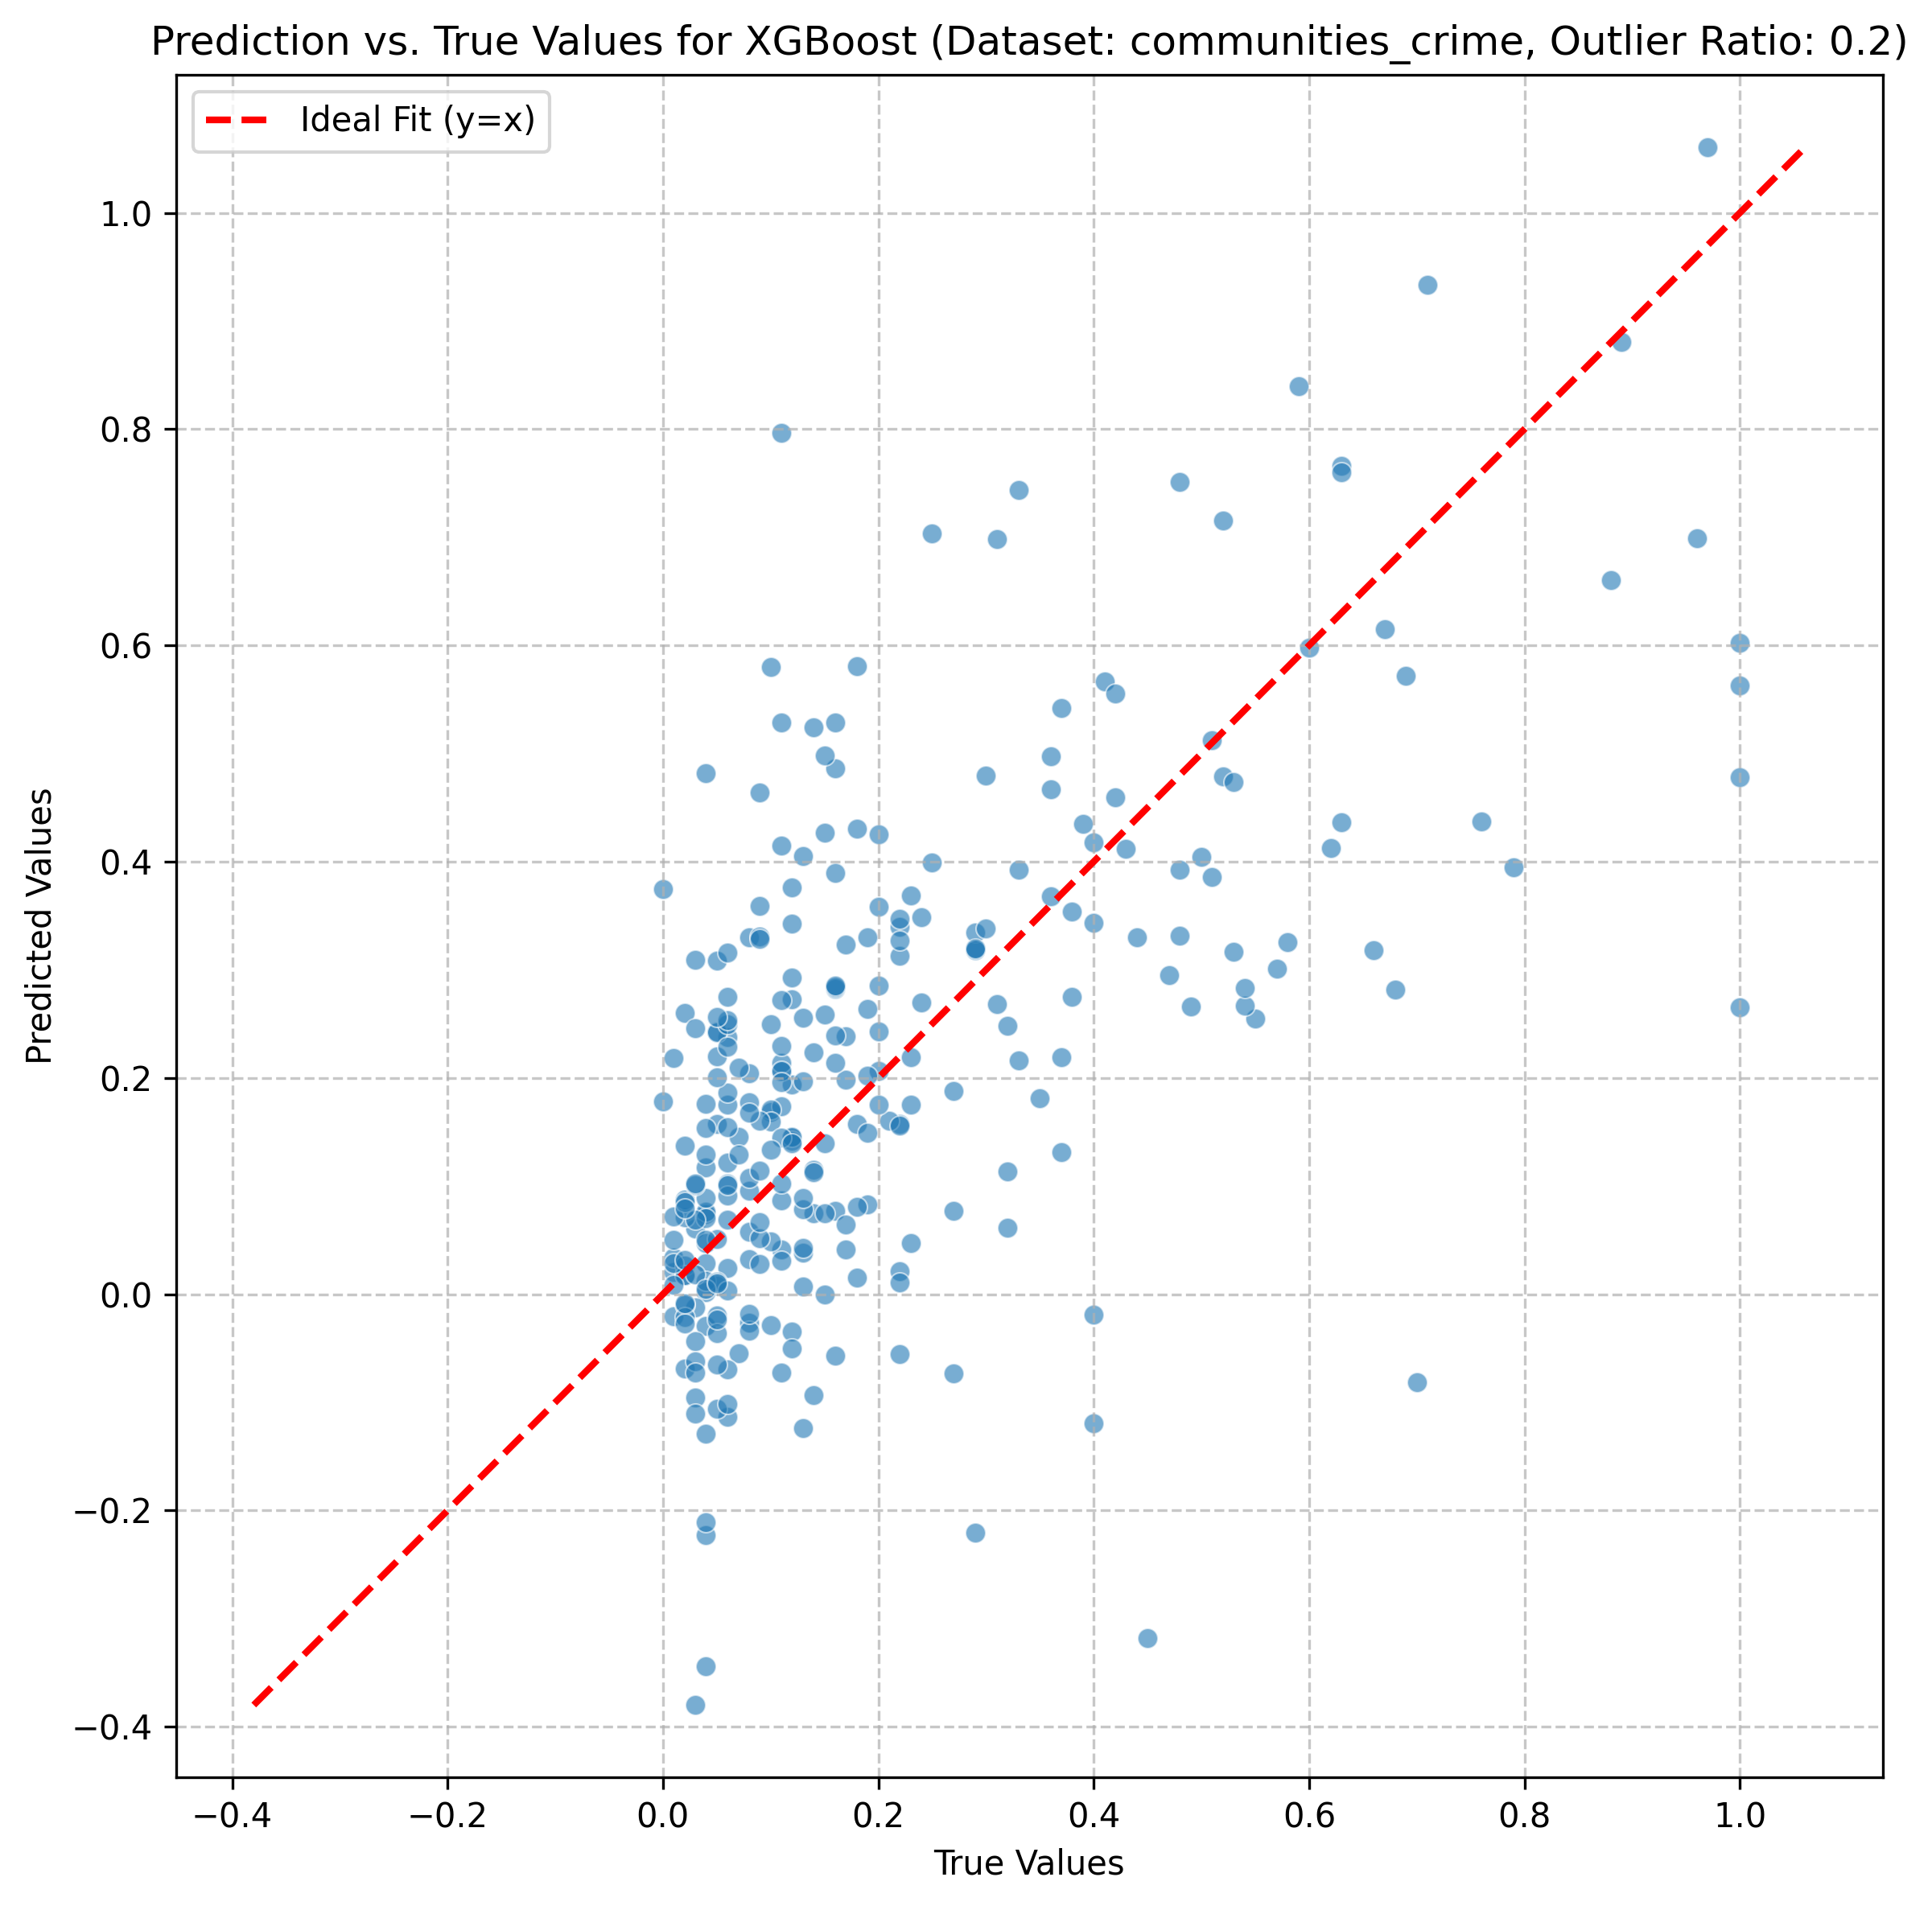 Prediction vs. True Values for XGBoost (Dataset: communities_crime, Outlier Ratio: 0.2)
Ideal Fit (y=x)
1.0
0.8
0.6
0.4
0.2
0.0
−0.2
−0.4
Predicted Values
−0.4 −0.2 0.0 0.2 0.4 0.6 0.8 1.0
True Values